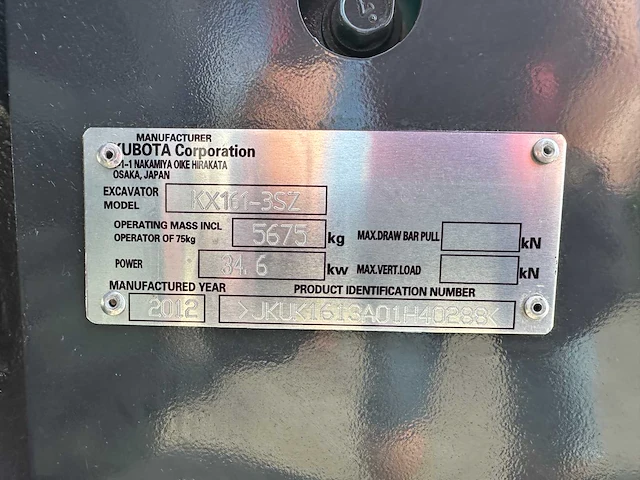 MANUFACTURER
KUBOTA Corporation
1-1 NAKAMIYA OIKE HIRAKATA
OSAKA, JAPAN
EXCAVATOR MODEL KX161-3SZ
OPERATING MASS INCL OPERATOR OF 75kg 5675 kg MAX.DRAW BAR PULL kN
POWER 34.6 kw MAX.VERT.LOAD kN
MANUFACTURED YEAR PRODUCT IDENTIFICATION NUMBER
2012 >JKUK1613A01H40288<